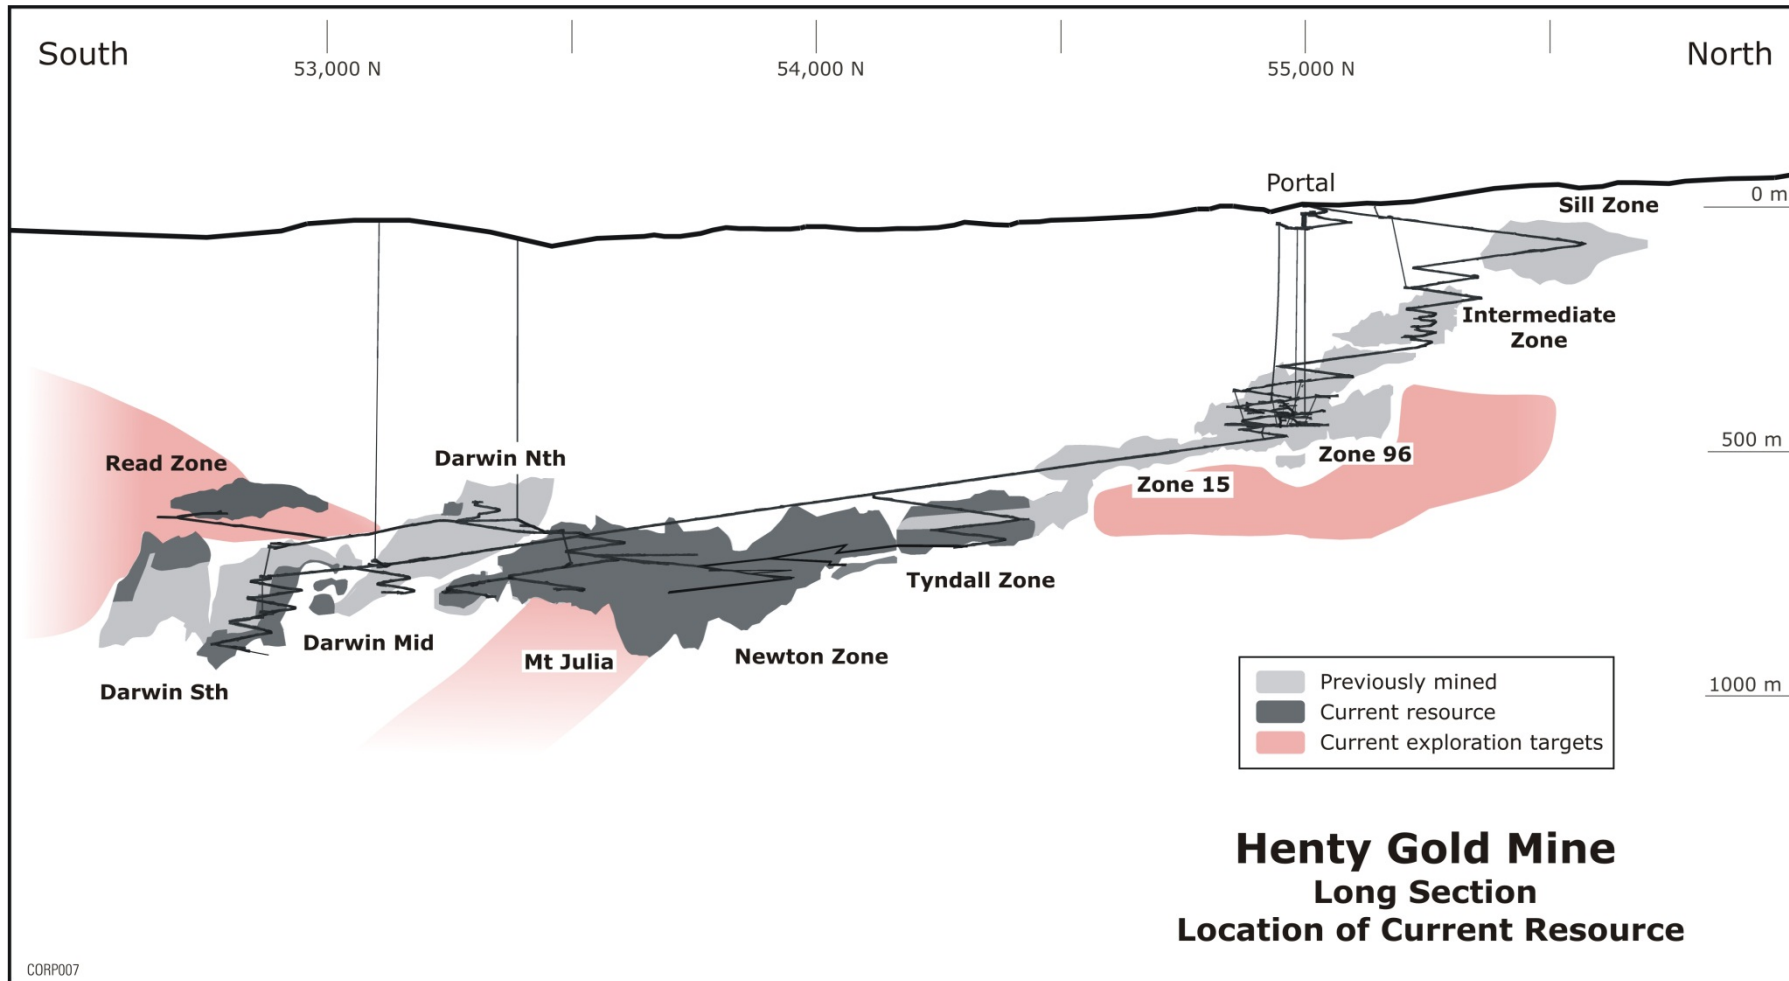 South
North
53,000 N
54,000 N
55,000 N
Portal
0 m
Sill Zone
Intermediate
Zone
500 m
Zone 96
Read Zone
Darwin Nth
Zone 15
Tyndall Zone
Darwin Mid
Mt Julia
Newton Zone
Darwin Sth
1000 m
Previously mined
Current resource
Current exploration targets
Henty Gold Mine
Long Section
Location of Current Resource
CORP007